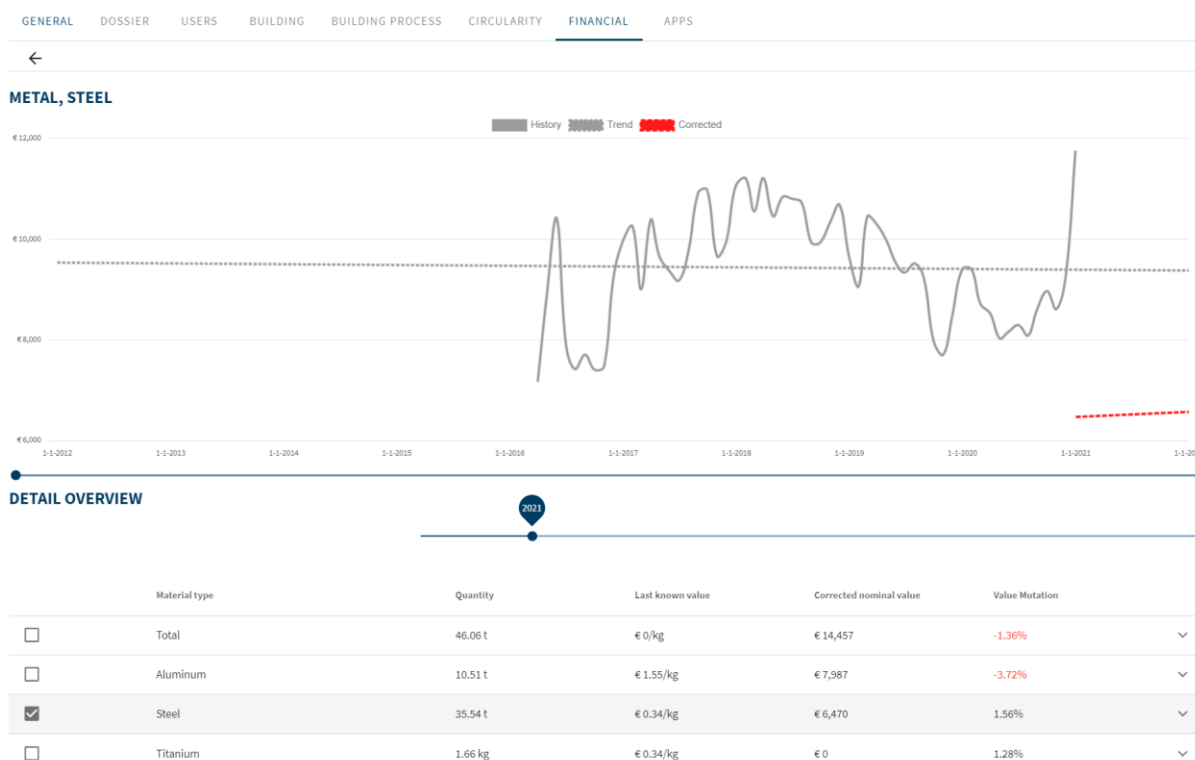 GENERAL DOSSIER USERS BUILDING BUILDING PROCESS CIRCULARITY FINANCIAL APPS
METAL, STEEL
History Trend Corrected
€ 12,000
€ 10,000
€ 8,000
€ 6,000
1-1-2012 1-1-2013 1-1-2014 1-1-2015 1-1-2016 1-1-2017 1-1-2018 1-1-2019 1-1-2020 1-1-2021 1-1-20
DETAIL OVERVIEW
2021
Material type Quantity Last known value Corrected nominal value Value Mutation
Total 46.06 t € 0/kg € 14,457 -1.36%
Aluminum 10.51 t € 1.55/kg € 7,987 -3.72%
Steel 35.54 t € 0.34/kg € 6,470 1.56%
Titanium 1.66 kg € 0.34/kg € 0 1.28%